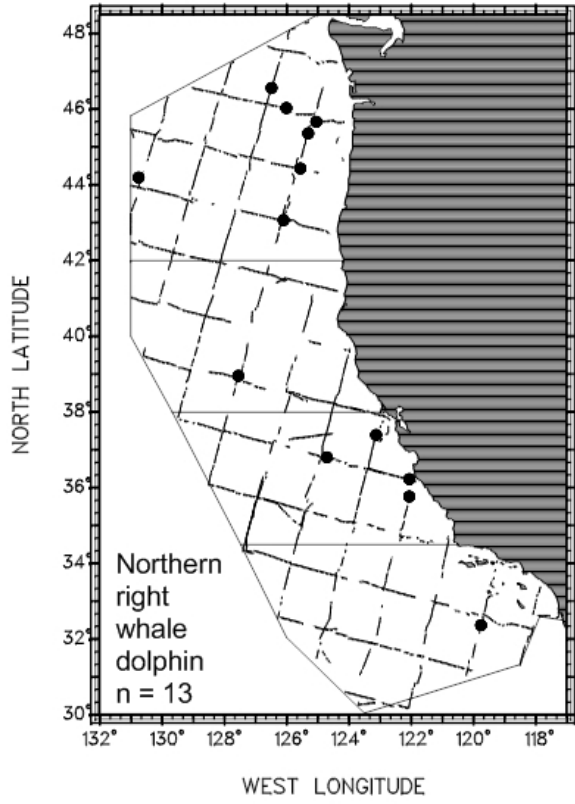 48°
46°
44°
42°
40°
38°
36°
34°
32°
30°
NORTH LATITUDE
Northern
right
whale
dolphin
n = 13
132° 130° 128° 126° 124° 122° 120° 118°
WEST LONGITUDE